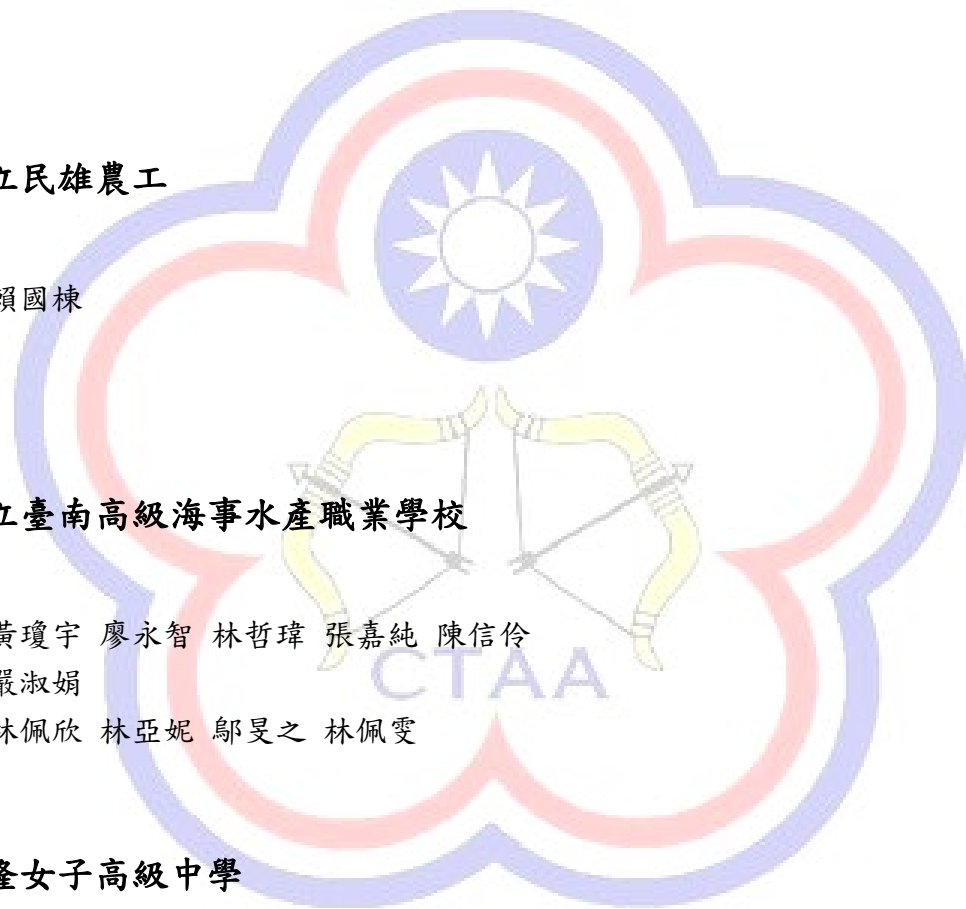 立民雄農工
賴國棟
立臺南高級海事水產職業學校
黃瓊宇 廖永智 林哲瑋 張嘉純 陳信伶
嚴淑娟
林佩欣 林亞妮 鄔旻之 林佩雯
CTAA
隆女子高級中學